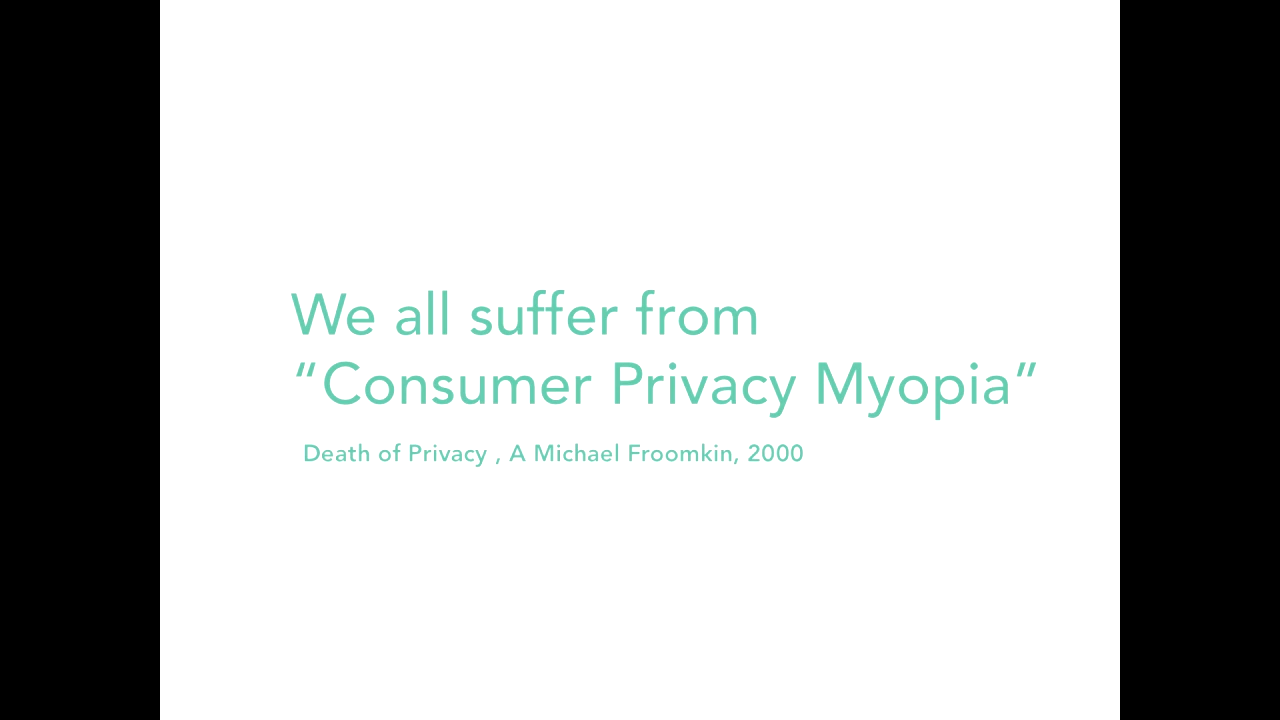 We all suffer from
“Consumer Privacy Myopia”
Death of Privacy , A Michael Froomkin, 2000